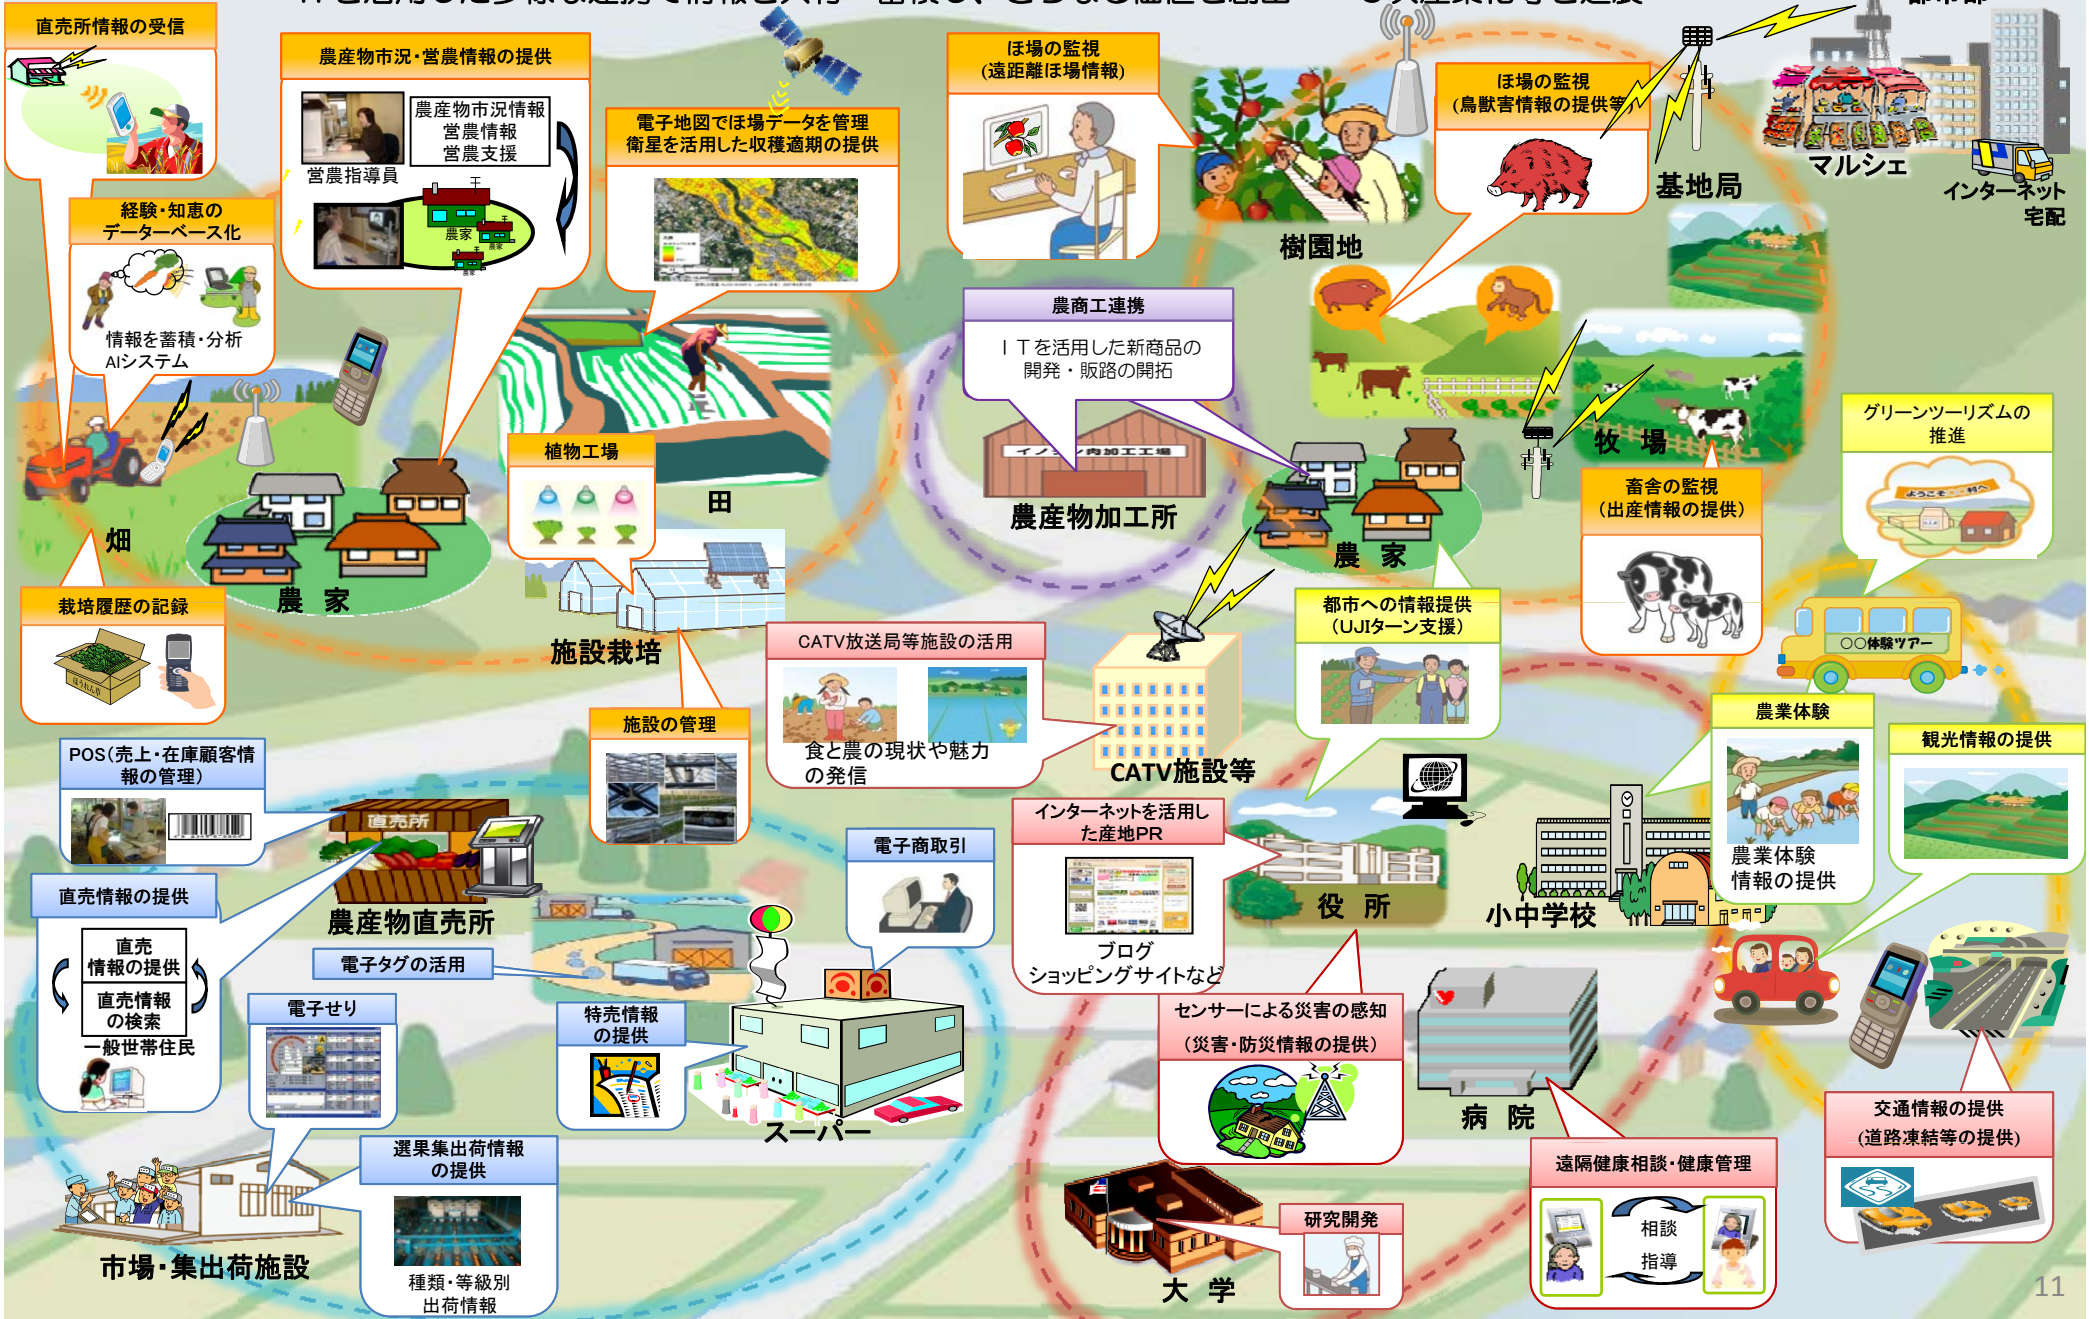 直売所情報の受信
農産物市況・営農情報の提供
農産物市況情報
営農情報
営農支援
営農指導員
農家
農家
農家
電子地図でほ場データを管理
衛星を活用した収穫適期の提供
ほ場の監視
(遠距離ほ場情報)
樹園地
ほ場の監視
(鳥獣害情報の提供等
基地局
マルシェ
インターネット
宅配
経験・知恵の
データーベース化
情報を蓄積・分析
AIシステム
農商工連携
ＩＴを活用した新商品の
開発・販路の開拓
肉加工工場
農産物加工所
農 家
牧 場
畜舎の監視
(出産情報の提供)
グリーンツーリズムの
推進
ようこそ
村へ
〇〇体験ツアー
畑
農 家
植物工場
田
施設栽培
栽培履歴の記録
ほうれん草
施設の管理
CATV放送局等施設の活用
食と農の現状や魅力
の発信
CATV施設等
都市への情報提供
(UJIターン支援)
農業体験
農業体験
情報の提供
観光情報の提供
POS(売上・在庫顧客情
報の管理)
直売所
農産物直売所
直売情報の提供
直売
情報の提供
直売情報
の検索
一般世帯住民
電子タグの活用
電子せり
特売情報
の提供
電子商取引
スーパー
インターネットを活用し
た産地PR
ブログ
ショッピングサイトなど
役 所
小中学校
センサーによる災害の感知
(災害・防災情報の提供)
病 院
遠隔健康相談・健康管理
相談
指導
交通情報の提供
(道路凍結等の提供)
選果集出荷情報
の提供
種類・等級別
出荷情報
市場・集出荷施設
大 学
研究開発
11